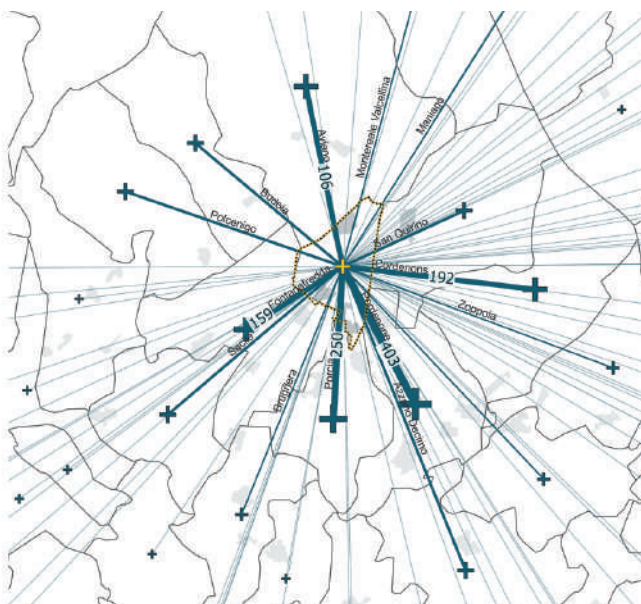 Montereale Valcellina
Maniago
Aviano
106
Budoia
Polcenigo
San Quirino
Cordenons
192
Fontanafredda
159
Sacile
Zoppola
Pordenone
403
250
Porcia
Brugnera
Azzano Decimo